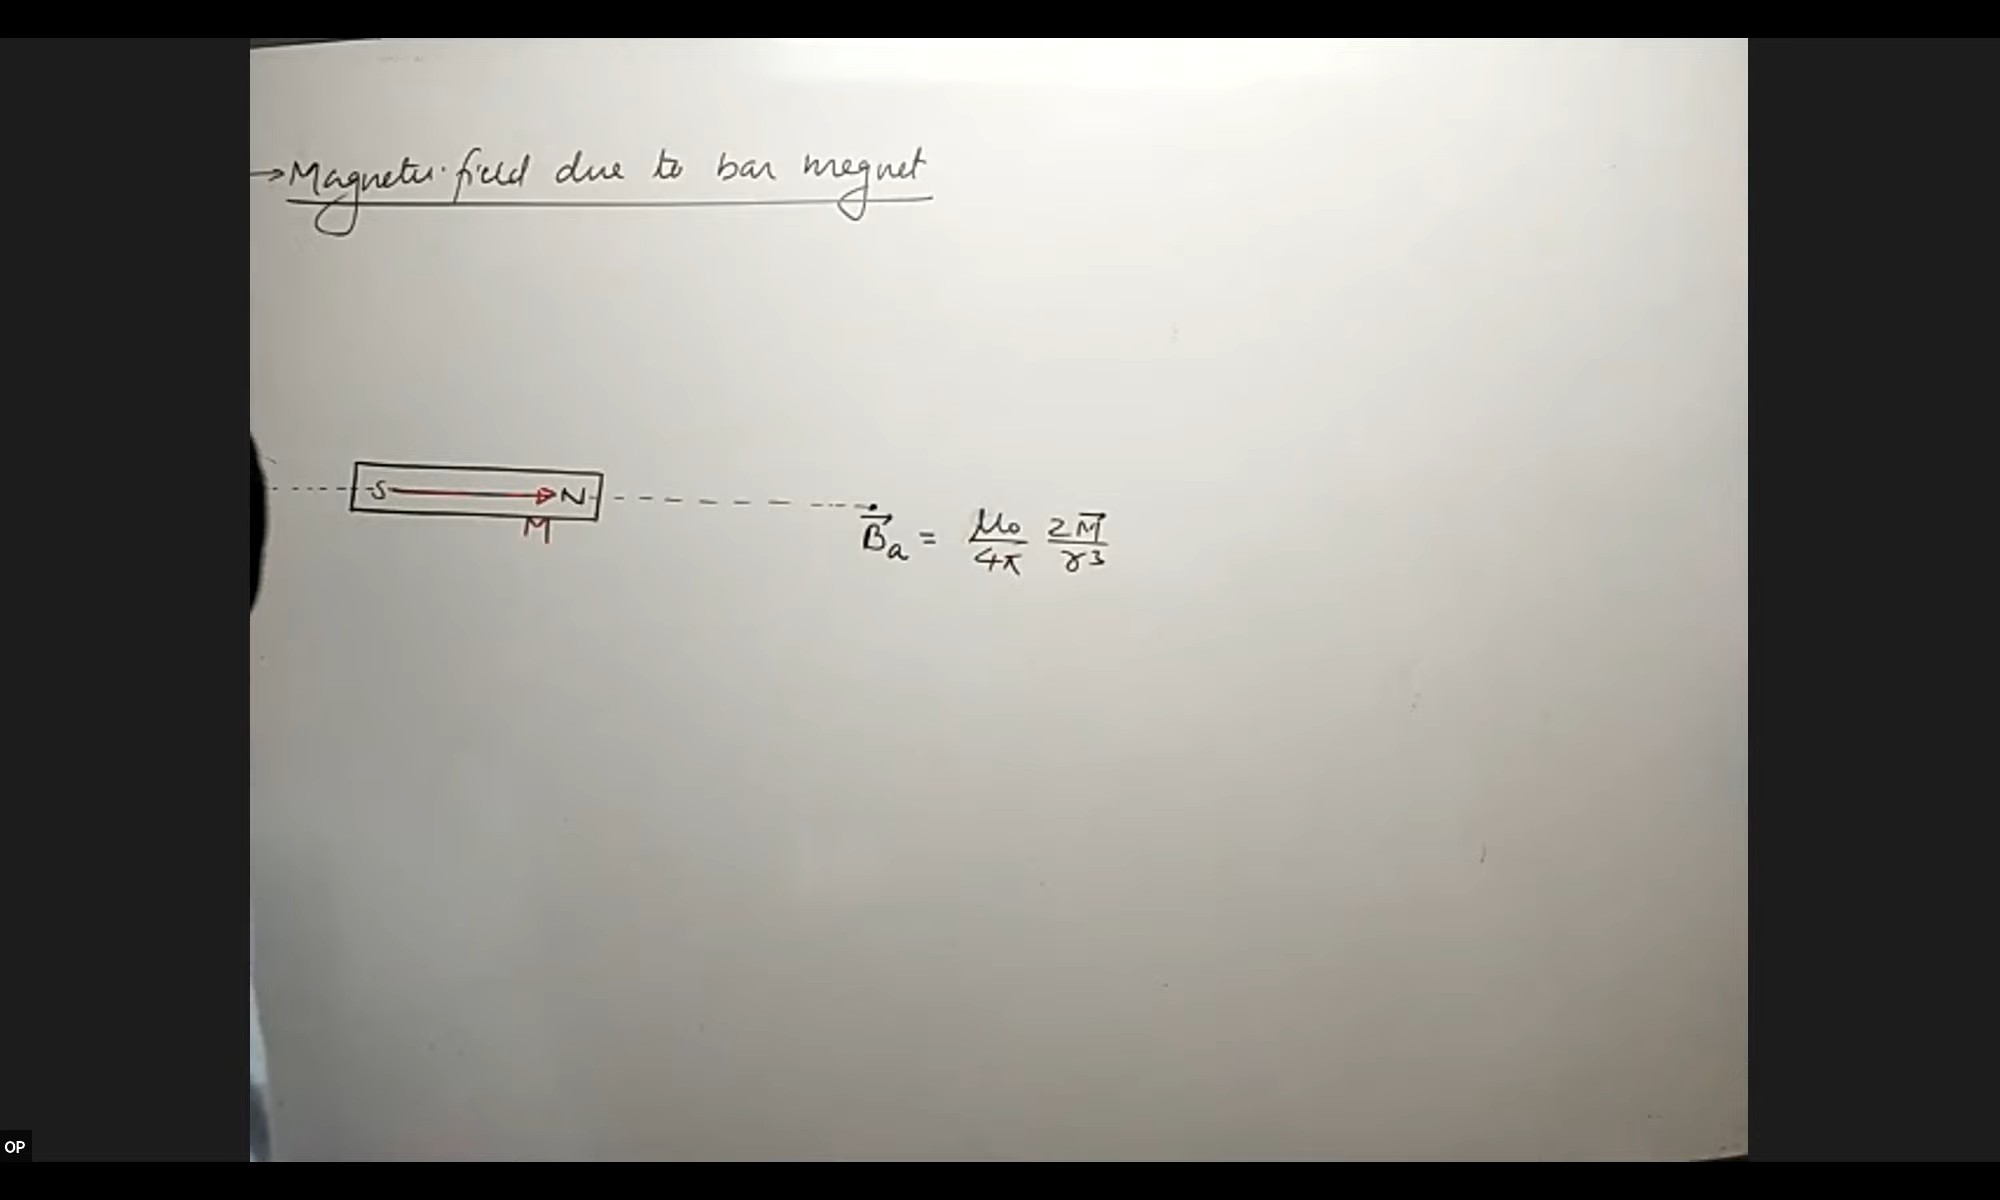 →Magnetic field due to bar megnet
S N
M
B⃗a = μ0/4π 2M⃗/r3
OP